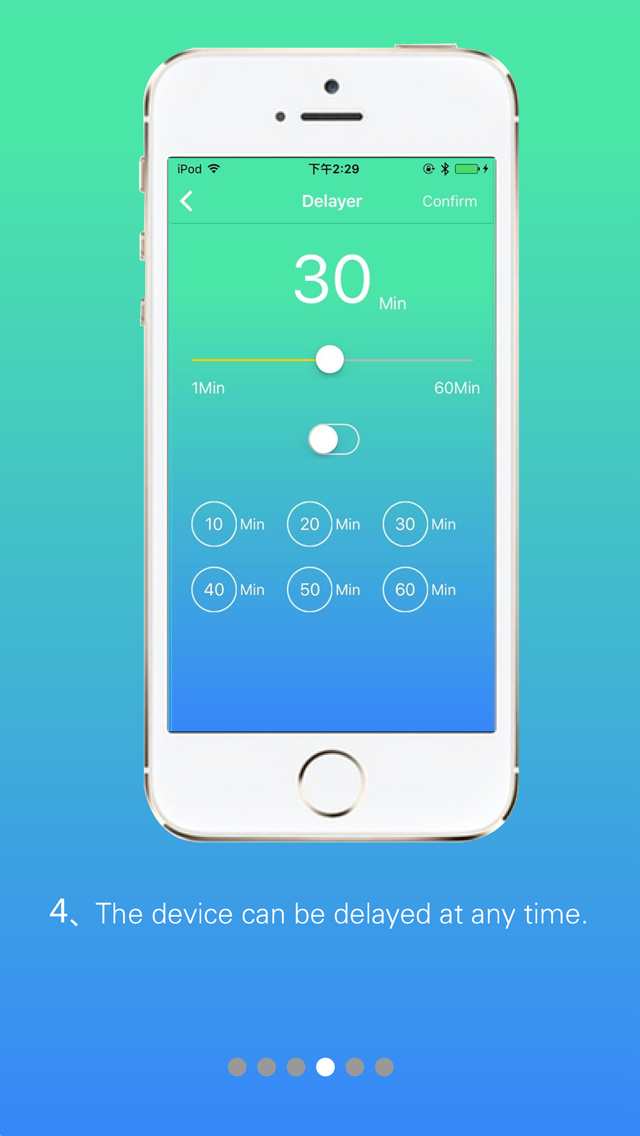 iPod 下午2:29
Delayer Confirm
30 Min
1Min 60Min
10 Min 20 Min 30 Min
40 Min 50 Min 60 Min
4、The device can be delayed at any time.